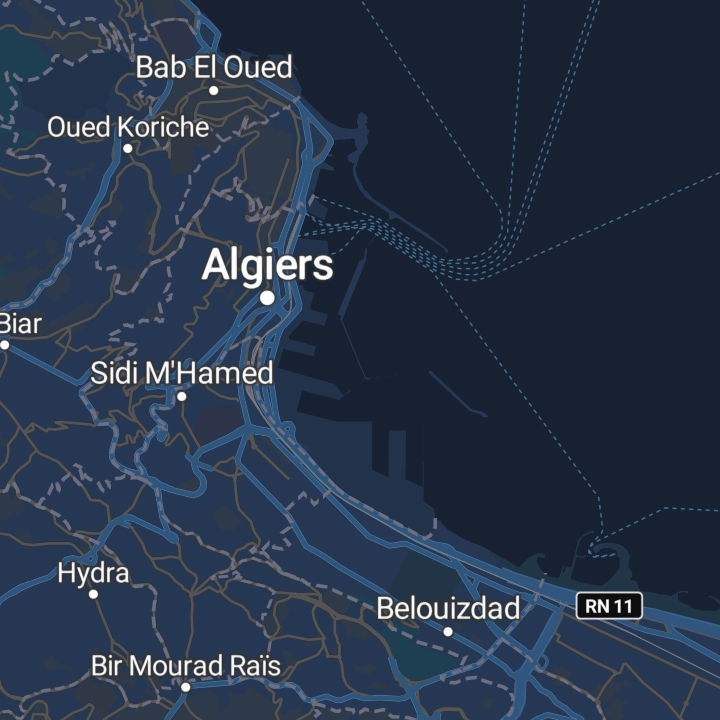 Bab El Oued
Oued Koriche
Algiers
Biar
Sidi M'Hamed
Hydra
RN 11
Belouizdad
Bir Mourad Raïs